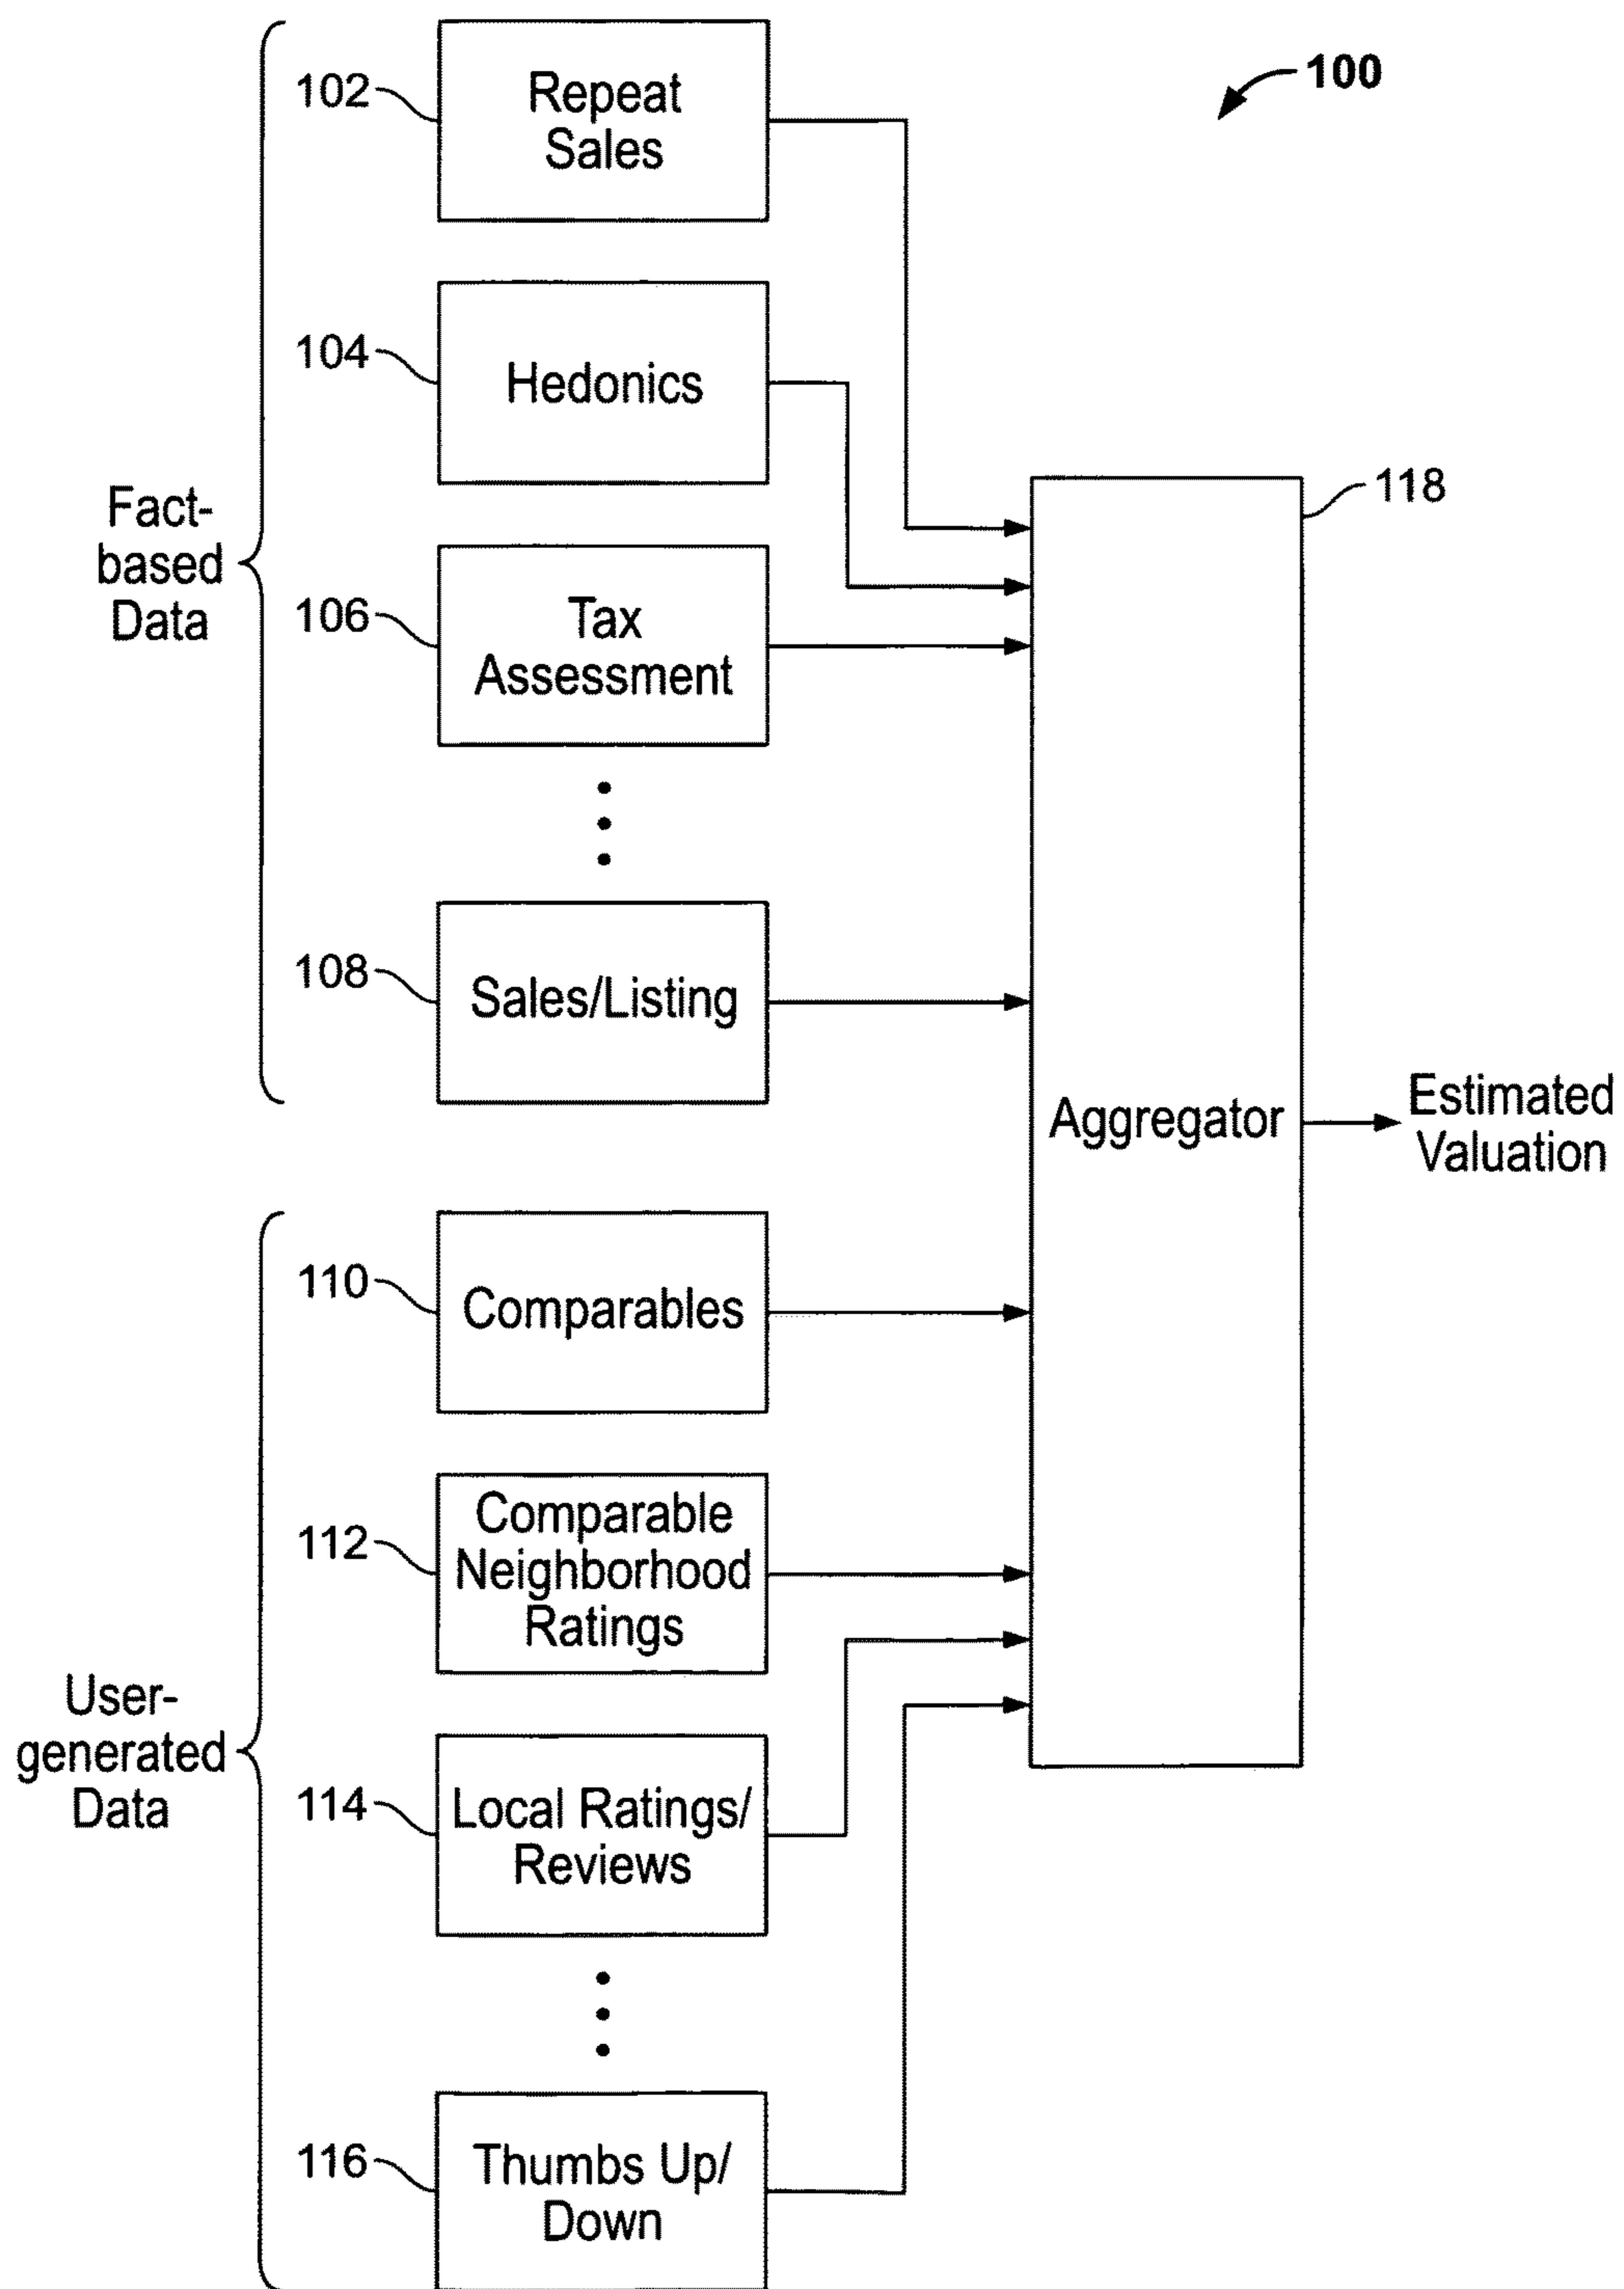 100
102
Repeat
Sales
104
Hedonics
118
Fact-
based
Data
106
Tax
Assessment
108
Sales/Listing
Aggregator
Estimated
Valuation
110
Comparables
112
Comparable
Neighborhood
Ratings
User-
generated
Data
114
Local Ratings/
Reviews
116
Thumbs Up/
Down